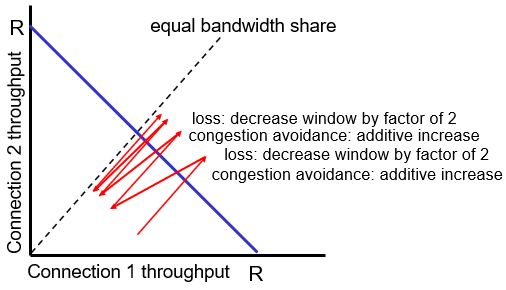 equal bandwidth share
R
Connection 2 throughput
loss: decrease window by factor of 2
congestion avoidance: additive increase
loss: decrease window by factor of 2
congestion avoidance: additive increase
Connection 1 throughput
R